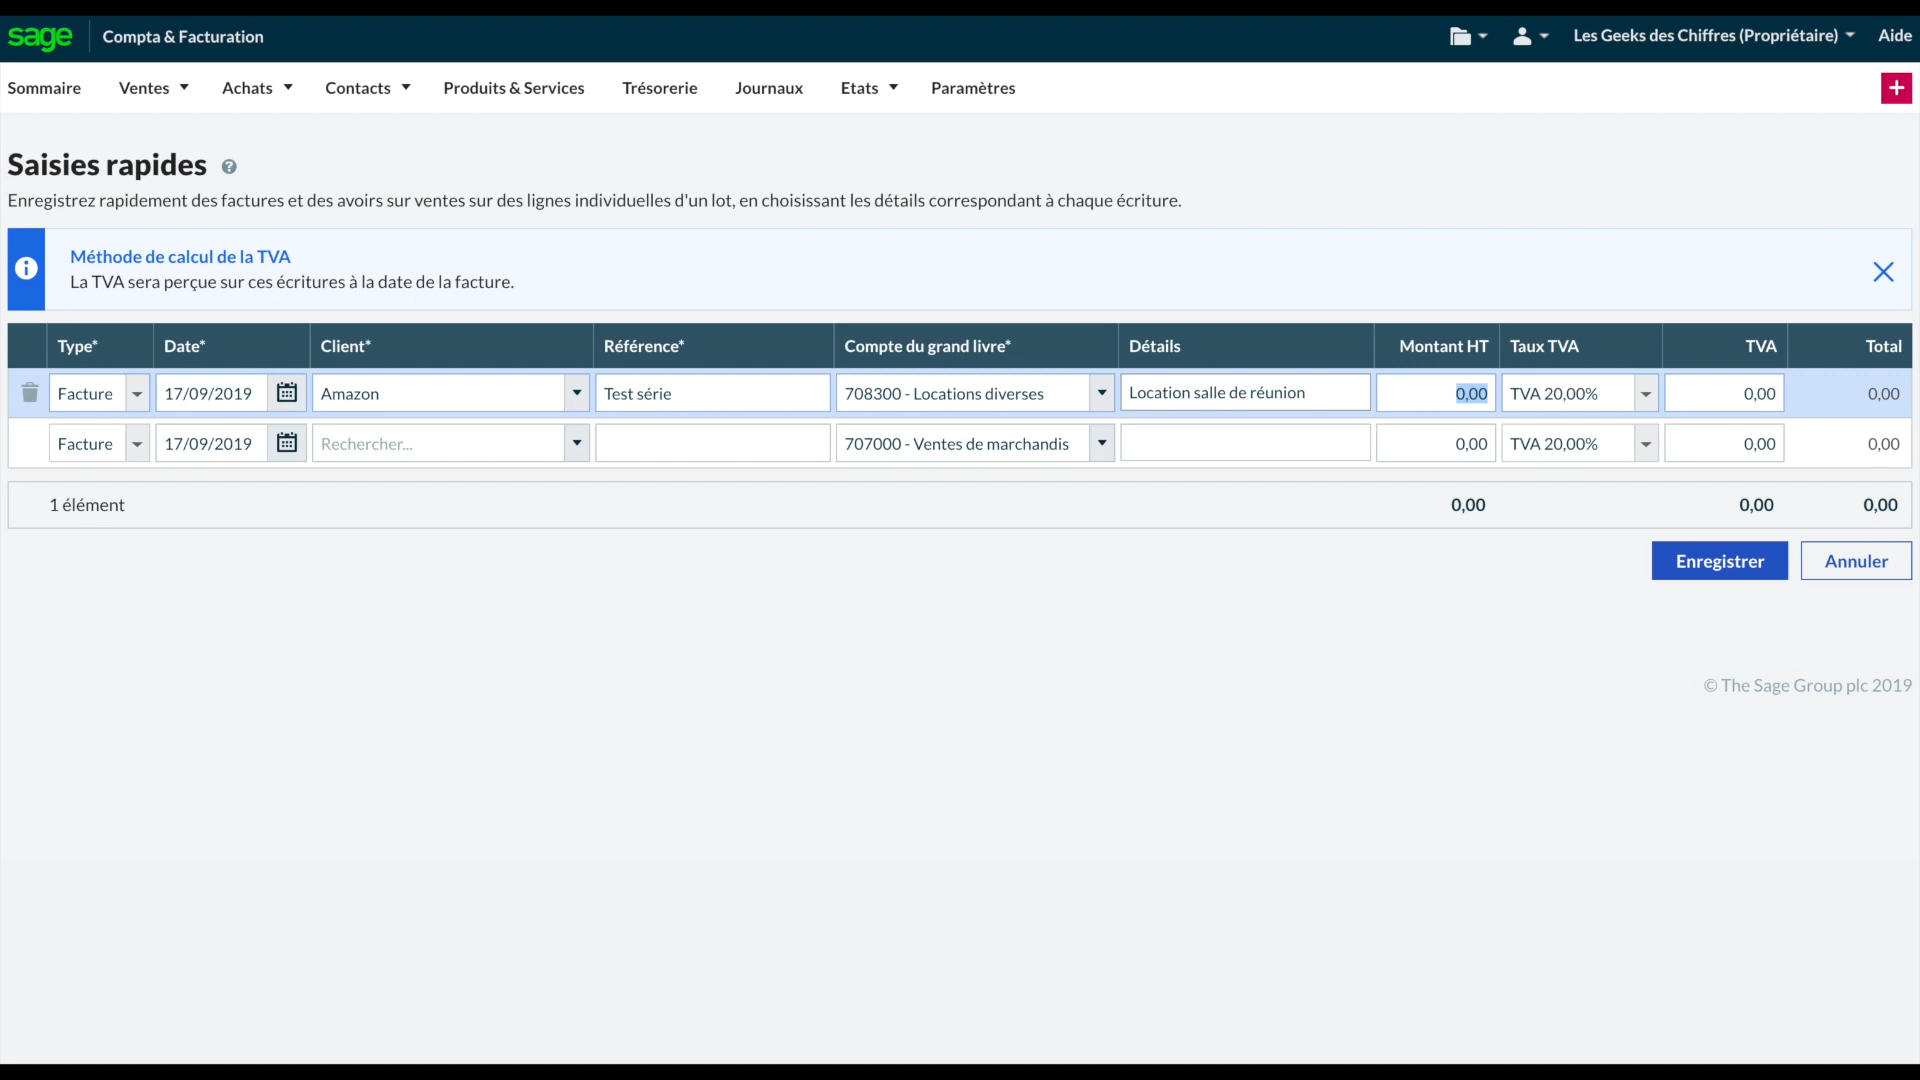 sage Compta & Facturation Les Geeks des Chiffres (Propriétaire) Aide
Sommaire Ventes Achats Contacts Produits & Services Trésorerie Journaux Etats Paramètres +
Saisies rapides ?
Enregistrez rapidement des factures et des avoirs sur ventes sur des lignes individuelles d'un lot, en choisissant les détails correspondant à chaque écriture.
Méthode de calcul de la TVA
La TVA sera perçue sur ces écritures à la date de la facture.
Type* Date* Client* Référence* Compte du grand livre* Détails Montant HT Taux TVA TVA Total
Facture 17/09/2019 Amazon Test série 708300 - Locations diverses Location salle de réunion 0,00 TVA 20,00% 0,00 0,00
Facture 17/09/2019 Rechercher... 707000 - Ventes de marchandis 0,00 TVA 20,00% 0,00 0,00
1 élément 0,00 0,00 0,00
Enregistrer Annuler
© The Sage Group plc 2019